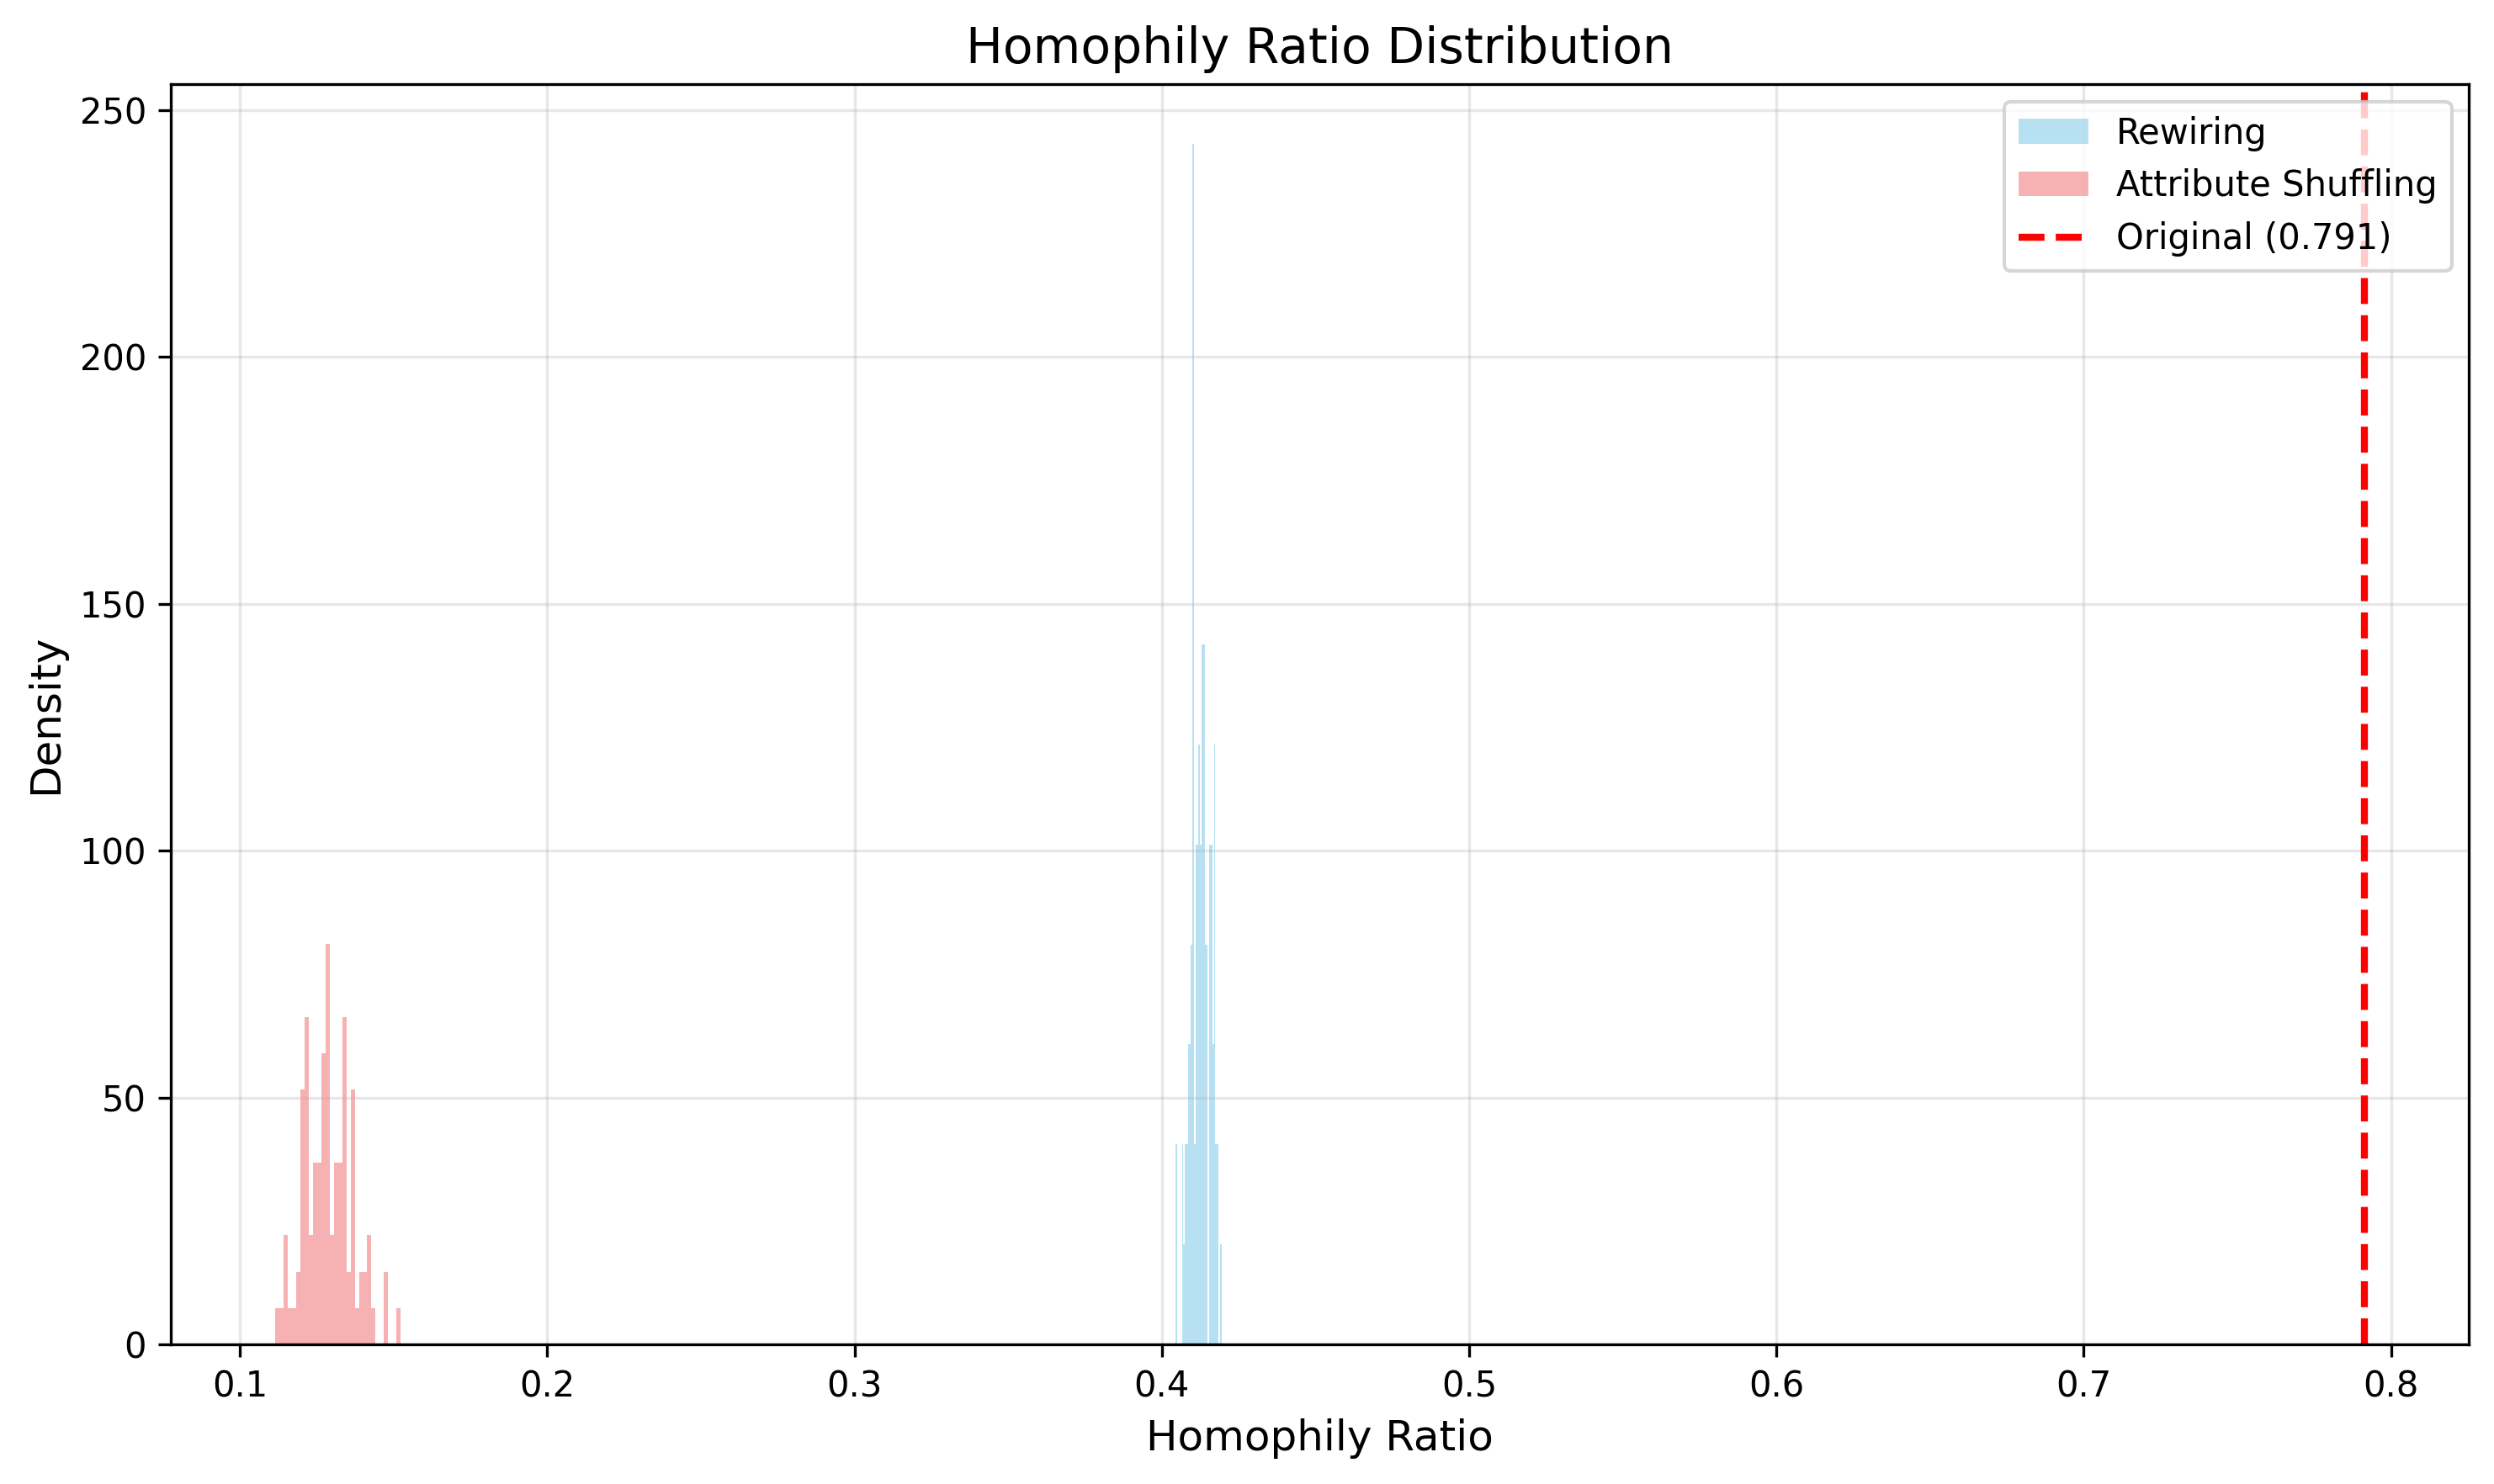 Homophily Ratio Distribution
250
200
150
100
50
0
Density
0.1 0.2 0.3 0.4 0.5 0.6 0.7 0.8
Homophily Ratio
Rewiring
Attribute Shuffling
Original (0.791)